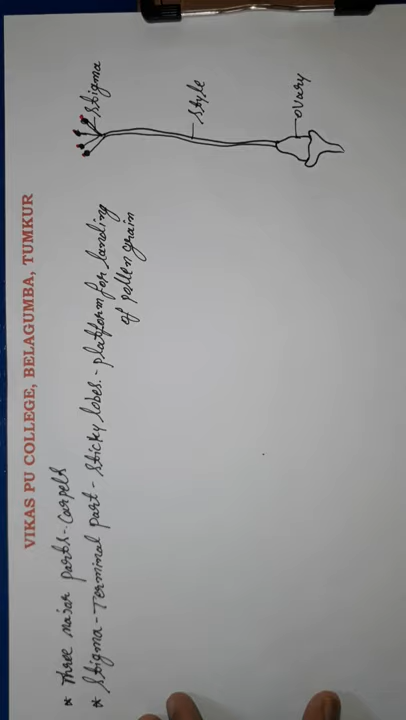 VIKAS PU COLLEGE, BELAGUMBA, TUMKUR
* Three major parts - carpels
* Stigma - Terminal part - sticky lobes. - platform for landing
of pollen grain
Stigma
Style
ovary